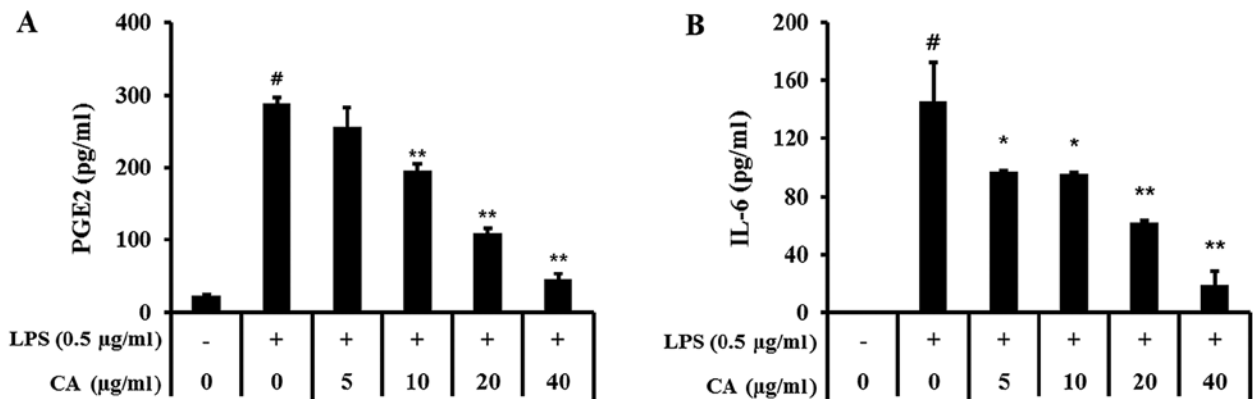 A
PGE2 (pg/ml)
400
300
200
100
0
#
**
**
**
LPS (0.5 μg/ml) - + + + + +
CA (μg/ml) 0 0 5 10 20 40
B
IL-6 (pg/ml)
200
160
120
80
40
0
#
*
*
**
**
LPS (0.5 μg/ml) - + + + + +
CA (μg/ml) 0 0 5 10 20 40